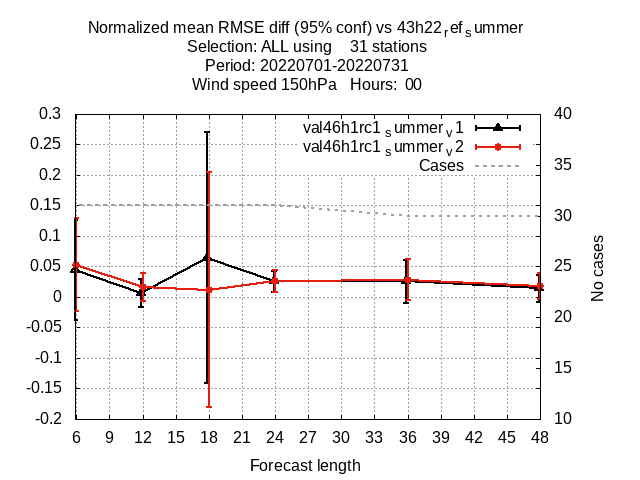 Normalized mean RMSE diff (95% conf) vs 43h22refsummer
Selection: ALL using 31 stations
Period: 20220701-20220731
Wind speed 150hPa Hours: 00
0.3
0.25
0.2
0.15
0.1
0.05
0
-0.05
-0.1
-0.15
-0.2
val46h1rc1summerv1
val46h1rc1summerv2
Cases
40
35
30
25
20
15
10
No cases
6 9 12 15 18 21 24 27 30 33 36 39 42 45 48
Forecast length